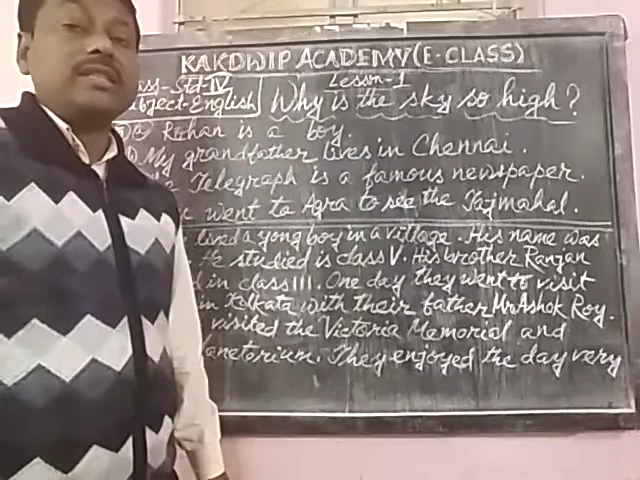 KAKDWIP ACADEMY (E-CLASS)
Class-Std-IV
Subject-English
Lesson-1
Why is the sky so high?
Rohan is a boy.
My grandfather lives in Chennai.
Telegraph is a famous newspaper.
went to Agra to see the Tajmahal.
lived a yong boy in a village. His name was
He studied is class V. His brother Ranjan
in class III. One day they went to visit
in Kolkata with their father Mr. Ashok Roy.
visited the Victoria Memorial and
They enjoyed the day very